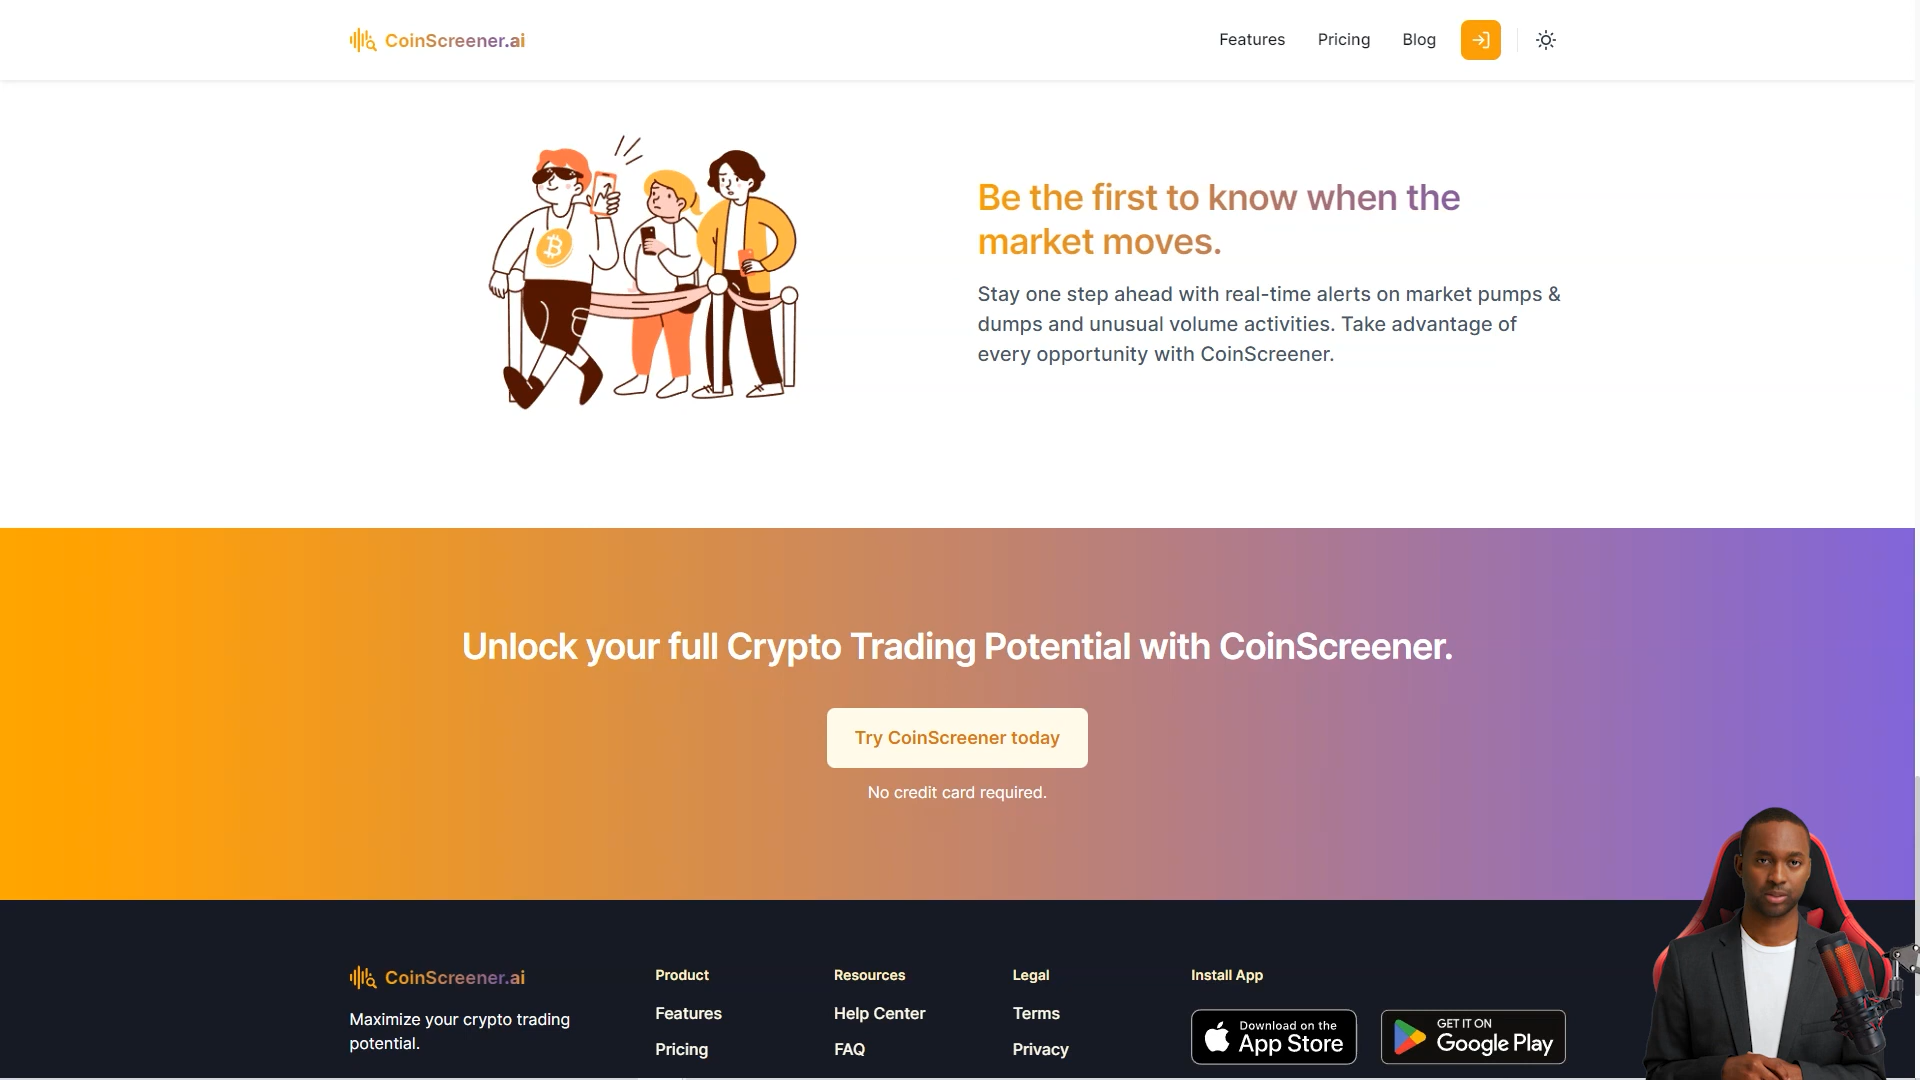 CoinScreener.ai
Features
Pricing
Blog
Be the first to know when the
market moves.
Stay one step ahead with real-time alerts on market pumps &
dumps and unusual volume activities. Take advantage of
every opportunity with CoinScreener.
Unlock your full Crypto Trading Potential with CoinScreener.
Try CoinScreener today
No credit card required.
CoinScreener.ai
Maximize your crypto trading
potential.
Product
Features
Pricing
Resources
Help Center
FAQ
Legal
Terms
Privacy
Install App
Download on the
App Store
GET IT ON
Google Play